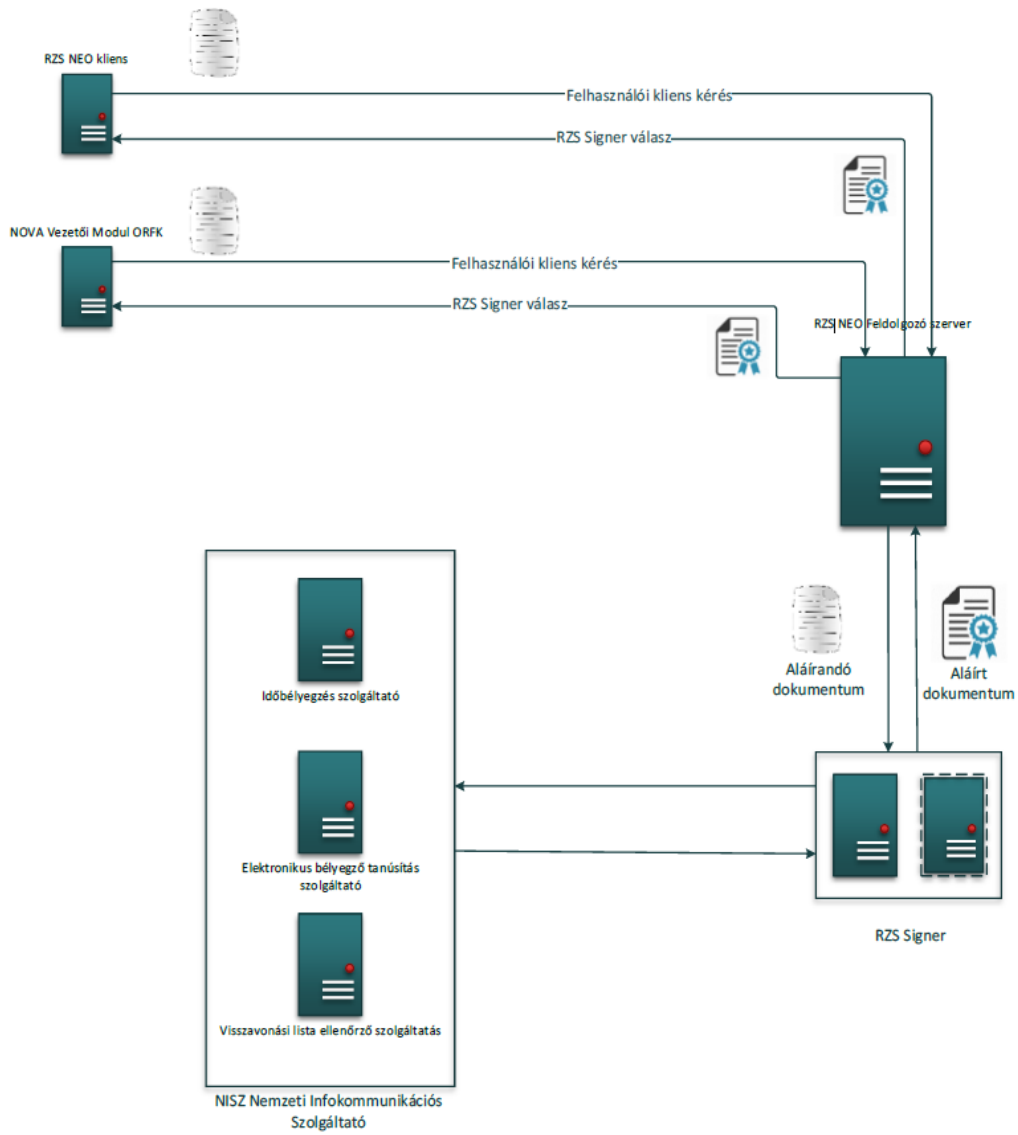 RZS NEO kliens
Felhasználói kliens kérés
RZS Signer válasz
NOVA Vezetői Modul ORFK
Felhasználói kliens kérés
RZS Signer válasz
RZS NEO Feldolgozó szerver
Időbélyegzés szolgáltató
Aláírandó
dokumentum
Aláírt
dokumentum
Elektronikus bélyegző tanúsítás
szolgáltató
RZS Signer
Visszavonási lista ellenőrző szolgáltatás
NISZ Nemzeti Infokommunikációs
Szolgáltató